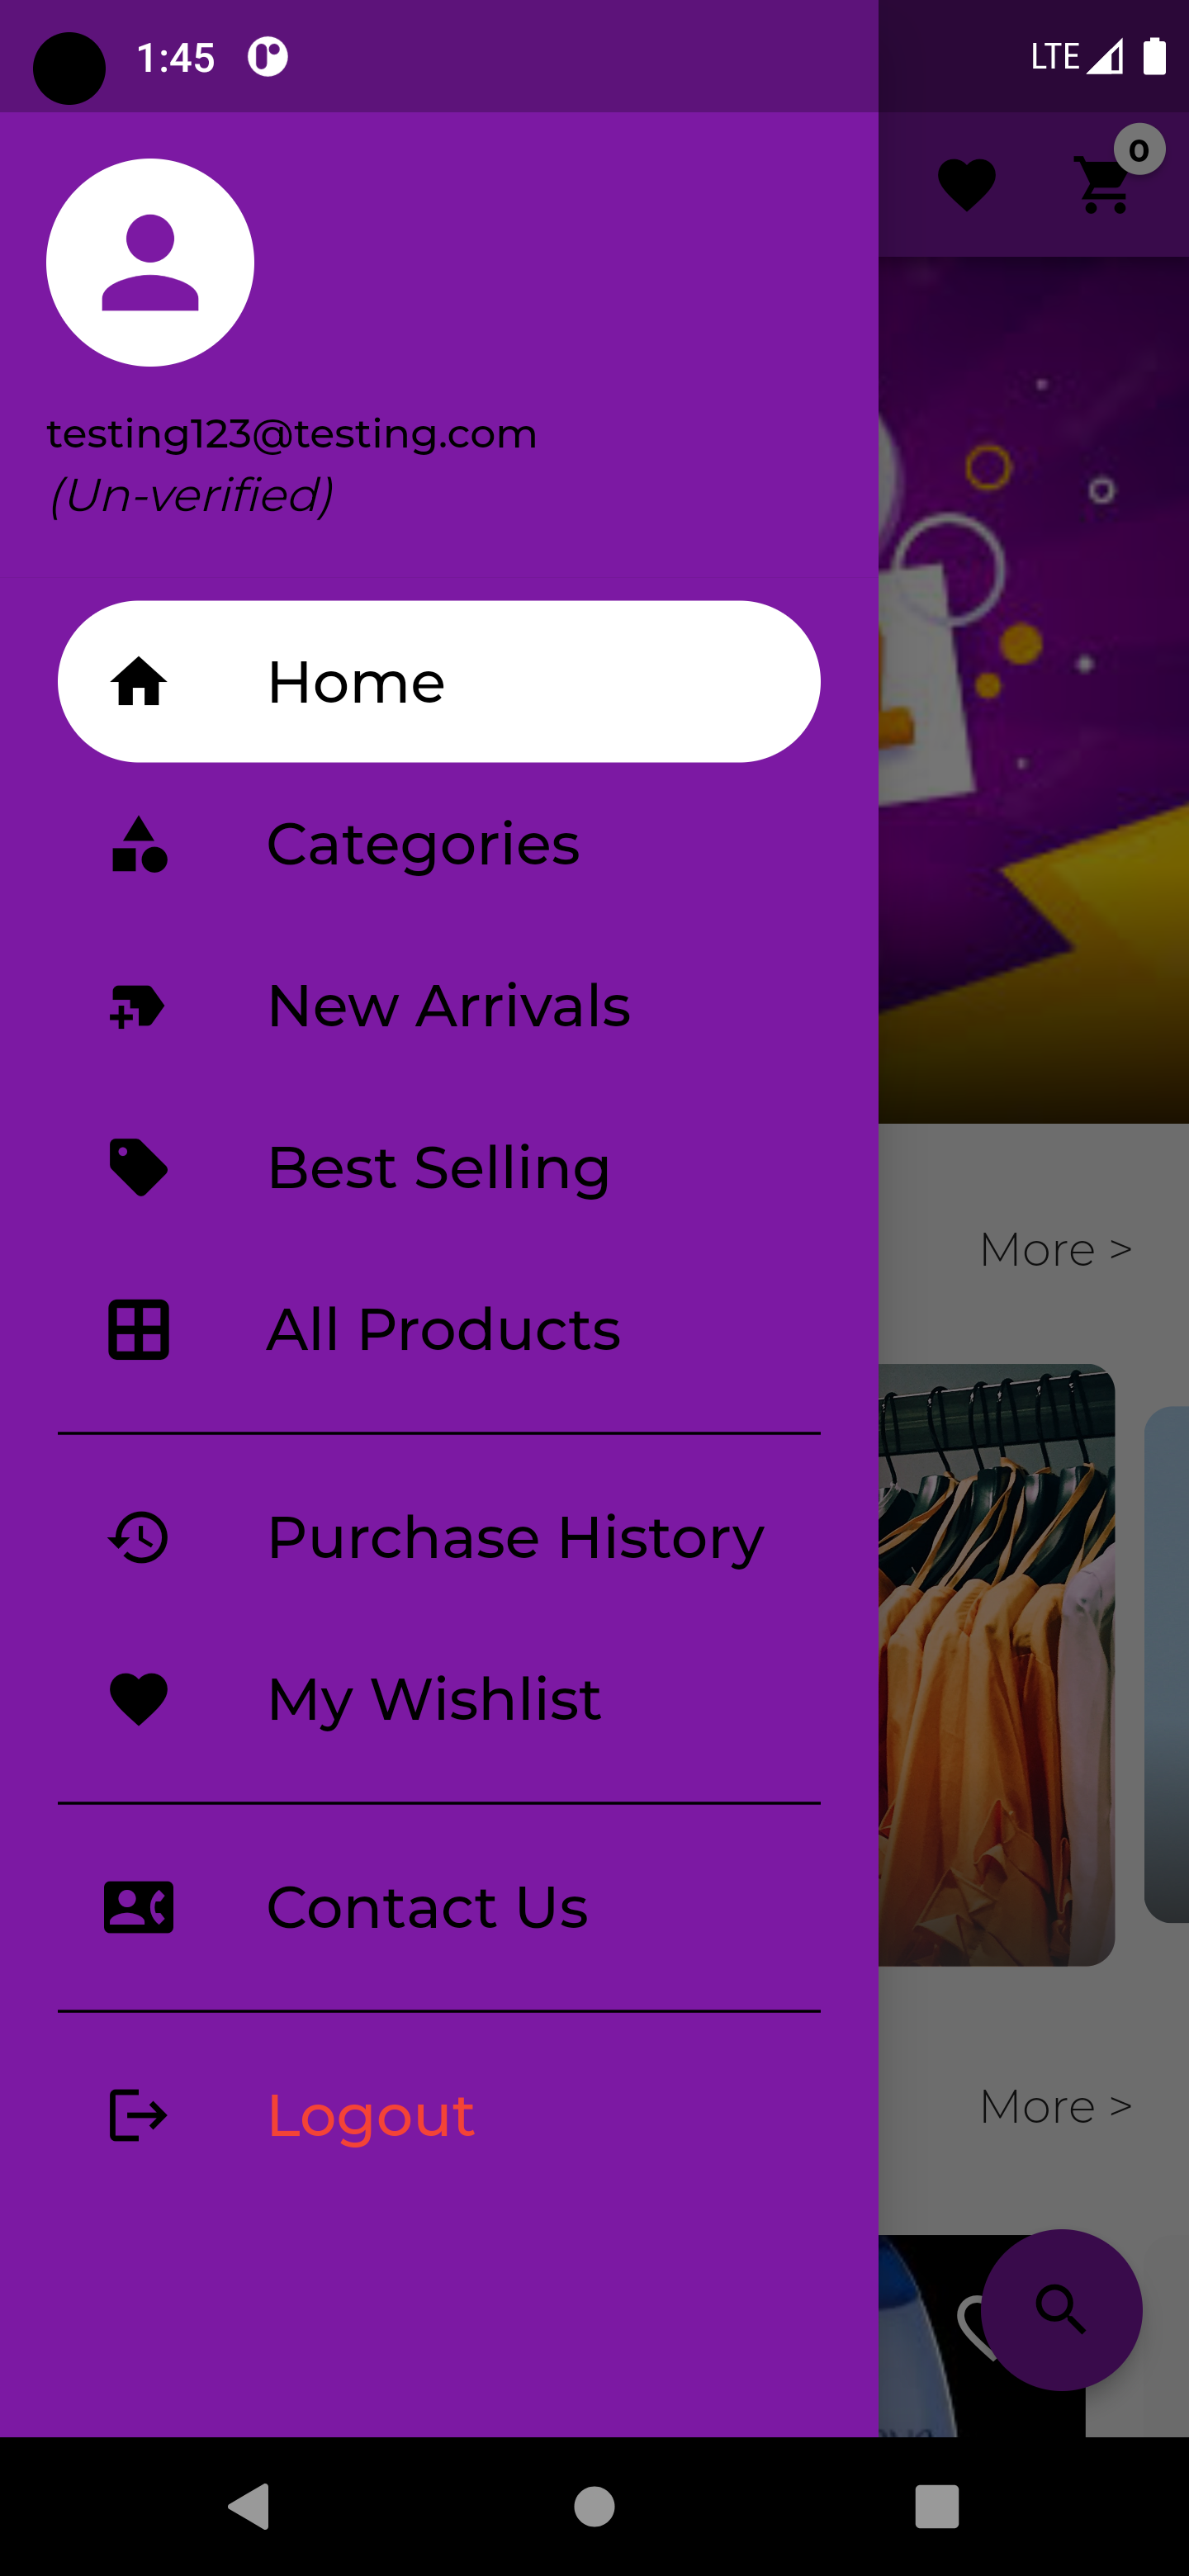 1:45
LTE
0
testing123@testing.com
(Un-verified)
Home
Categories
New Arrivals
Best Selling
More >
All Products
Purchase History
My Wishlist
Contact Us
More >
Logout